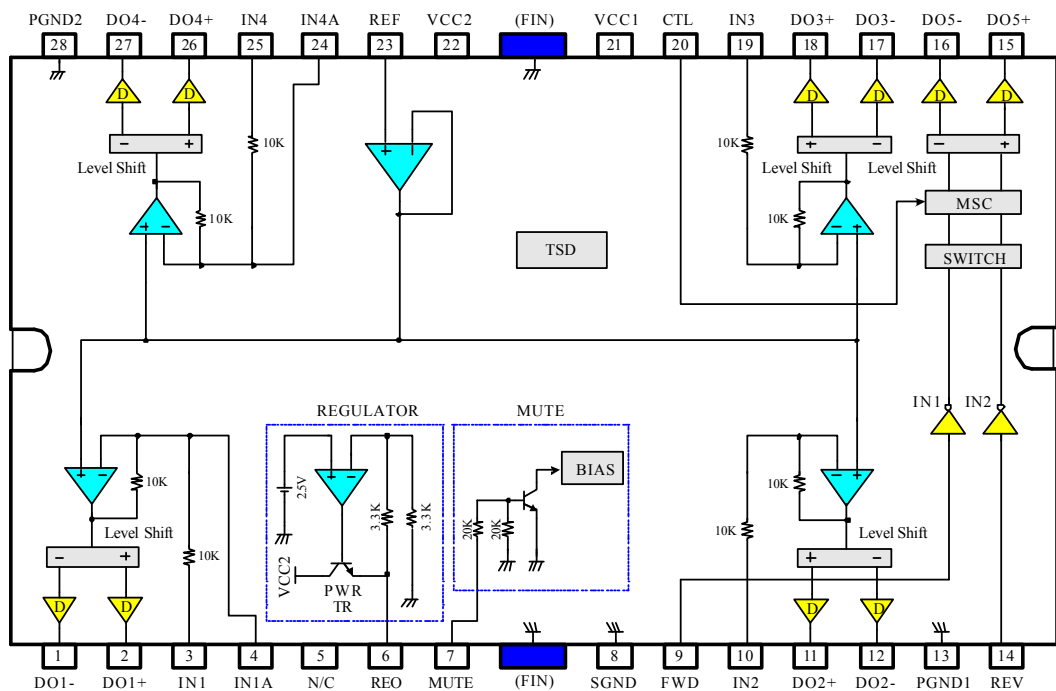 PGND2 DO4- DO4+ IN4 IN4A REF VCC2 (FIN) VCC1 CTL IN3 DO3+ DO3- DO5- DO5+
28 27 26 25 24 23 22 21 20 19 18 17 16 15
D D D D D D
10K 10K
- + + - + - - +
Level Shift Level Shift Level Shift
MSC
10K 10K
+ - - +
TSD
SWITCH
IN1 IN2
REGULATOR MUTE
+ - + - - +
BIAS
10K 2.5V 3.3K 3.3K 20K 20K 10K 10K
Level Shift Level Shift
- + + -
10K
VCC2
PWR
TR
D D D D
1 2 3 4 5 6 7 8 9 10 11 12 13 14
DO1- DO1+ IN1 IN1A N/C REO MUTE (FIN) SGND FWD IN2 DO2+ DO2- PGND1 REV